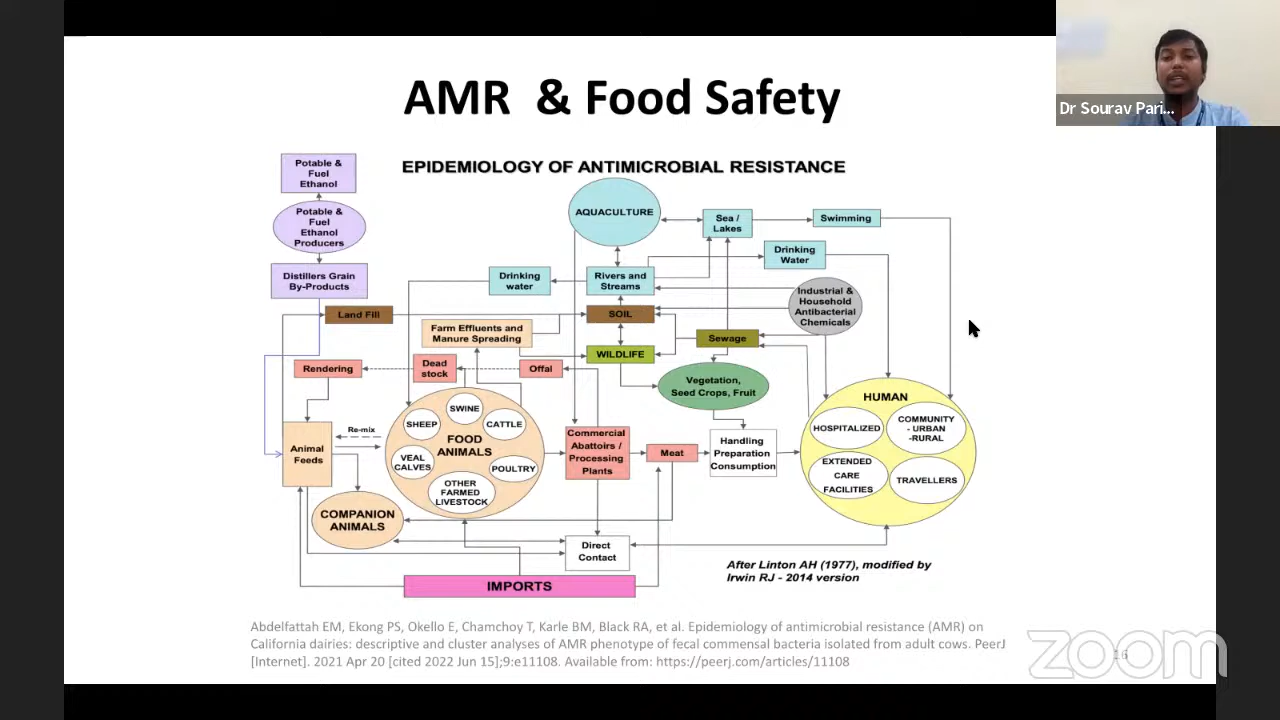 AMR & Food Safety
Dr Sourav Pari...
EPIDEMIOLOGY OF ANTIMICROBIAL RESISTANCE
Potable &
Fuel
Ethanol
Potable &
Fuel
Ethanol
Producers
Distillers Grain
By-Products
AQUACULTURE
Sea /
Lakes
Swimming
Drinking
Water
Drinking
water
Rivers and
Streams
Industrial &
Household
Antibacterial
Chemicals
Land Fill
SOIL
Farm Effluents and
Manure Spreading
Sewage
WILDLIFE
Rendering
Dead
stock
Offal
Vegetation,
Seed Crops, Fruit
HUMAN
HOSPITALIZED
COMMUNITY
- URBAN
-RURAL
EXTENDED
CARE
FACILITIES
TRAVELLERS
Re-mix
Animal
Feeds
SWINE
SHEEP
CATTLE
FOOD
ANIMALS
VEAL
CALVES
POULTRY
OTHER
FARMED
LIVESTOCK
Commercial
Abattoirs /
Processing
Plants
Meat
Handling
Preparation
Consumption
COMPANION
ANIMALS
Direct
Contact
IMPORTS
After Linton AH (1977), modified by
Irwin RJ - 2014 version
Abdelfattah EM, Ekong PS, Okello E, Chamchoy T, Karle BM, Black RA, et al. Epidemiology of antimicrobial resistance (AMR) on
California dairies: descriptive and cluster analyses of AMR phenotype of fecal commensal bacteria isolated from adult cows. PeerJ
[Internet]. 2021 Apr 20 [cited 2022 Jun 15];9:e11108. Available from: https://peerj.com/articles/11108
16
zoom